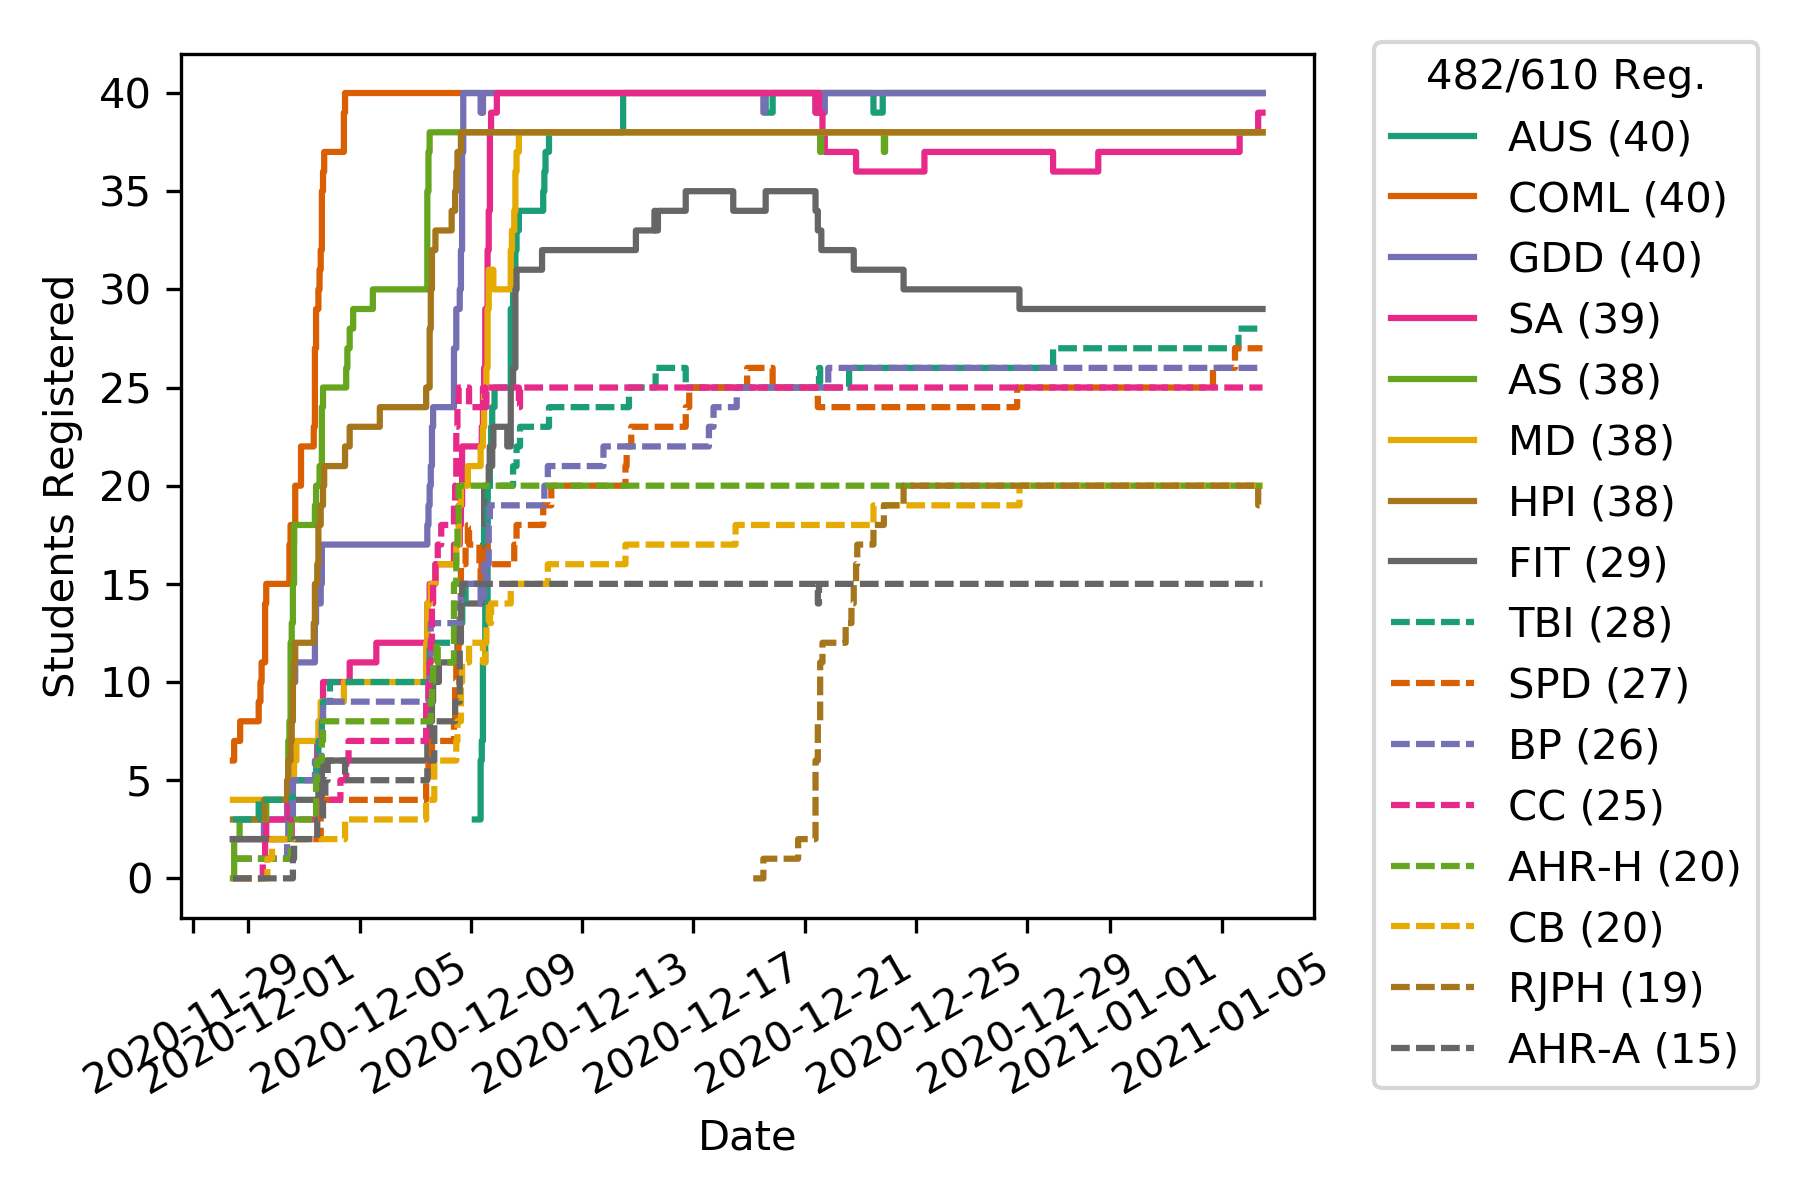 482/610 Reg.
AUS (40)
COML (40)
GDD (40)
SA (39)
AS (38)
MD (38)
HPI (38)
FIT (29)
TBI (28)
SPD (27)
BP (26)
CC (25)
AHR-H (20)
CB (20)
RJPH (19)
AHR-A (15)
Students Registered
40
35
30
25
20
15
10
5
0
2020-11-29
2020-12-01
2020-12-05
2020-12-09
2020-12-13
2020-12-17
2020-12-21
2020-12-25
2020-12-29
2021-01-01
2021-01-05
Date